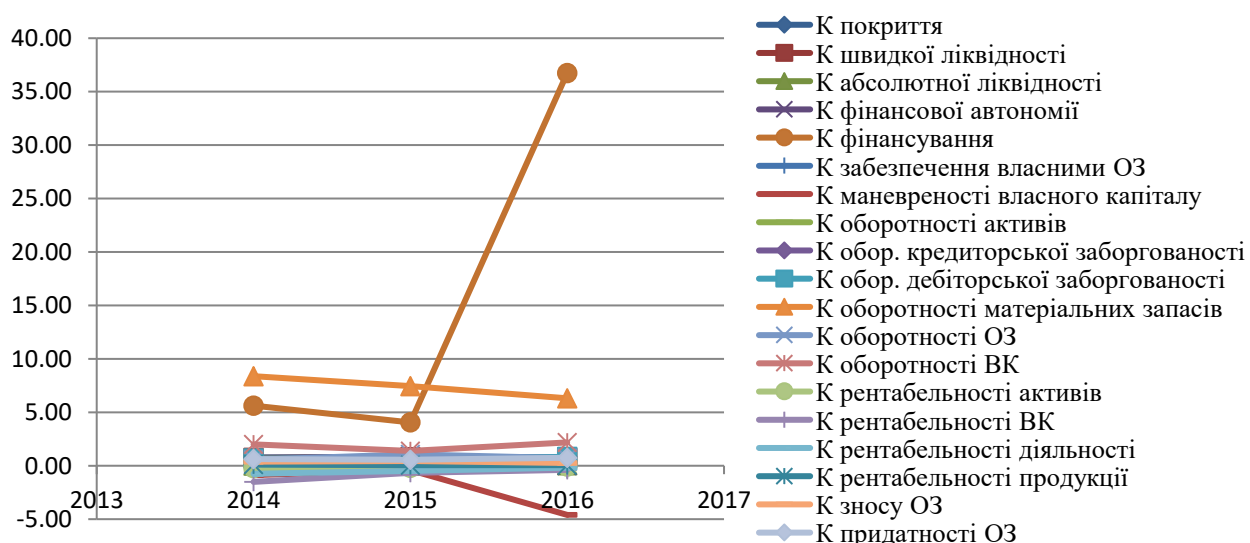 40.00
35.00
30.00
25.00
20.00
15.00
10.00
5.00
0.00
-5.00
2013
2014
2015
2016
2017
К покриття
К швидкої ліквідності
К абсолютної ліквідності
К фінансової автономії
К фінансування
К забезпечення власними ОЗ
К маневреності власного капіталу
К оборотності активів
К обор. кредиторської заборгованості
К обор. дебіторської заборгованості
К оборотності матеріальних запасів
К оборотності ОЗ
К оборотності ВК
К рентабельності активів
К рентабельності ВК
К рентабельності діяльності
К рентабельності продукції
К зносу ОЗ
К придатності ОЗ